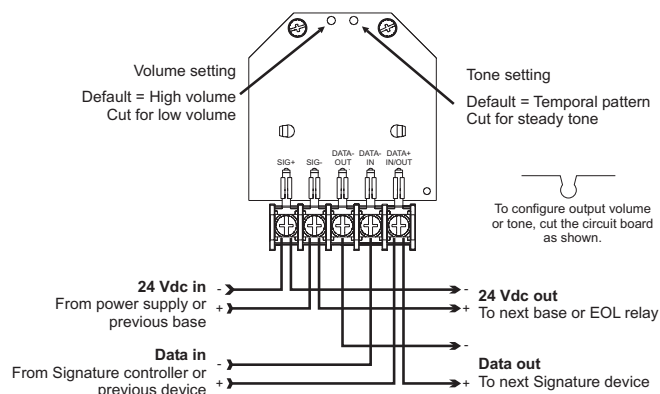 Volume setting
Default = High volume
Cut for low volume
Tone setting
Default = Temporal pattern
Cut for steady tone
SIG+
SIG-
DATA-
OUT
DATA-
IN
DATA+
IN/OUT
To configure output volume
or tone, cut the circuit board
as shown.
24 Vdc in
From power supply or
previous base
-
+
-
+
24 Vdc out
To next base or EOL relay
Data in
From Signature controller or
previous device
-
+
-
+
Data out
To next Signature device